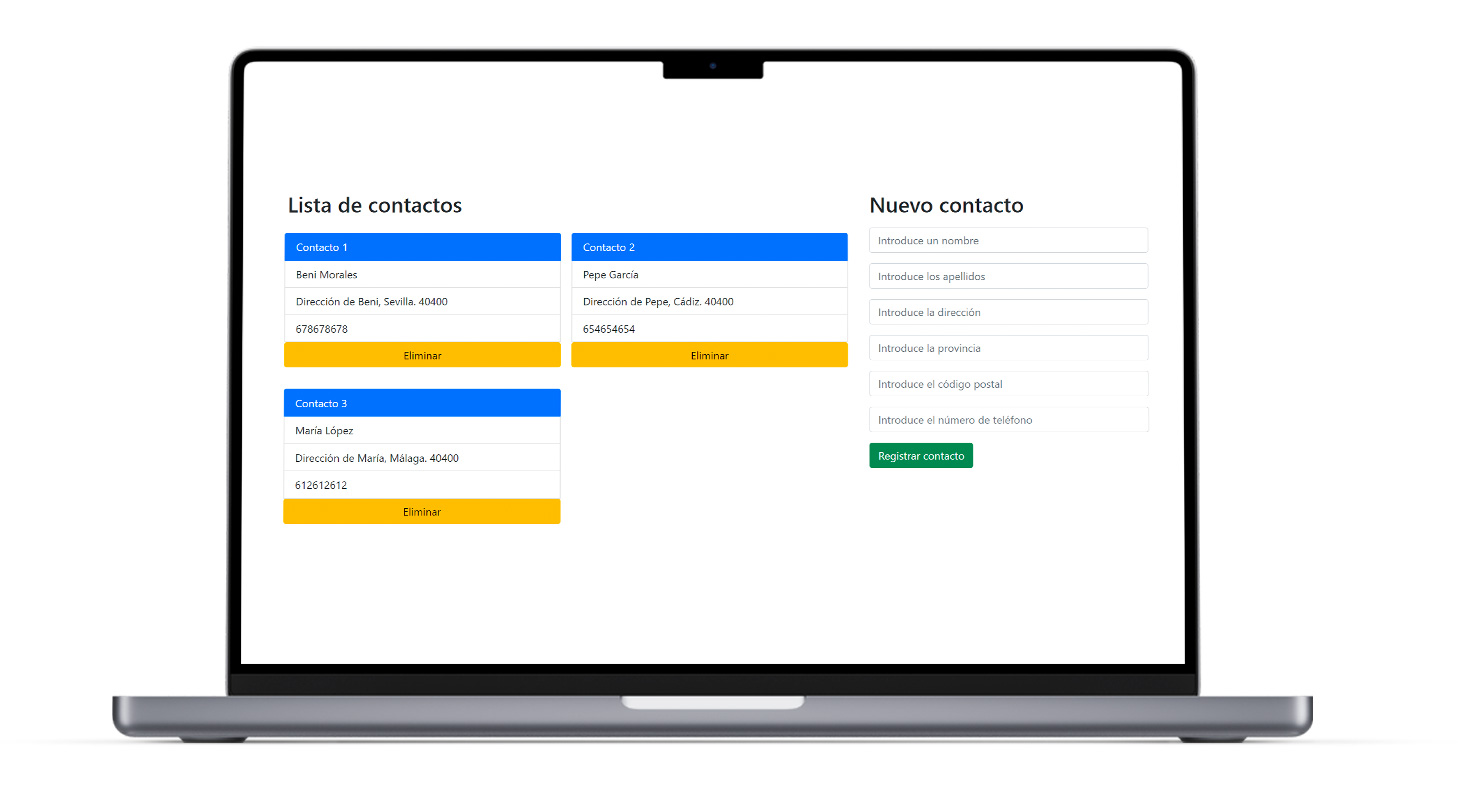 Lista de contactos
Contacto 1
Beni Morales
Dirección de Beni, Sevilla. 40400
678678678
Eliminar
Contacto 2
Pepe García
Dirección de Pepe, Cádiz. 40400
654654654
Eliminar
Contacto 3
María López
Dirección de María, Málaga. 40400
612612612
Eliminar
Nuevo contacto
Introduce un nombre
Introduce los apellidos
Introduce la dirección
Introduce la provincia
Introduce el código postal
Introduce el número de teléfono
Registrar contacto